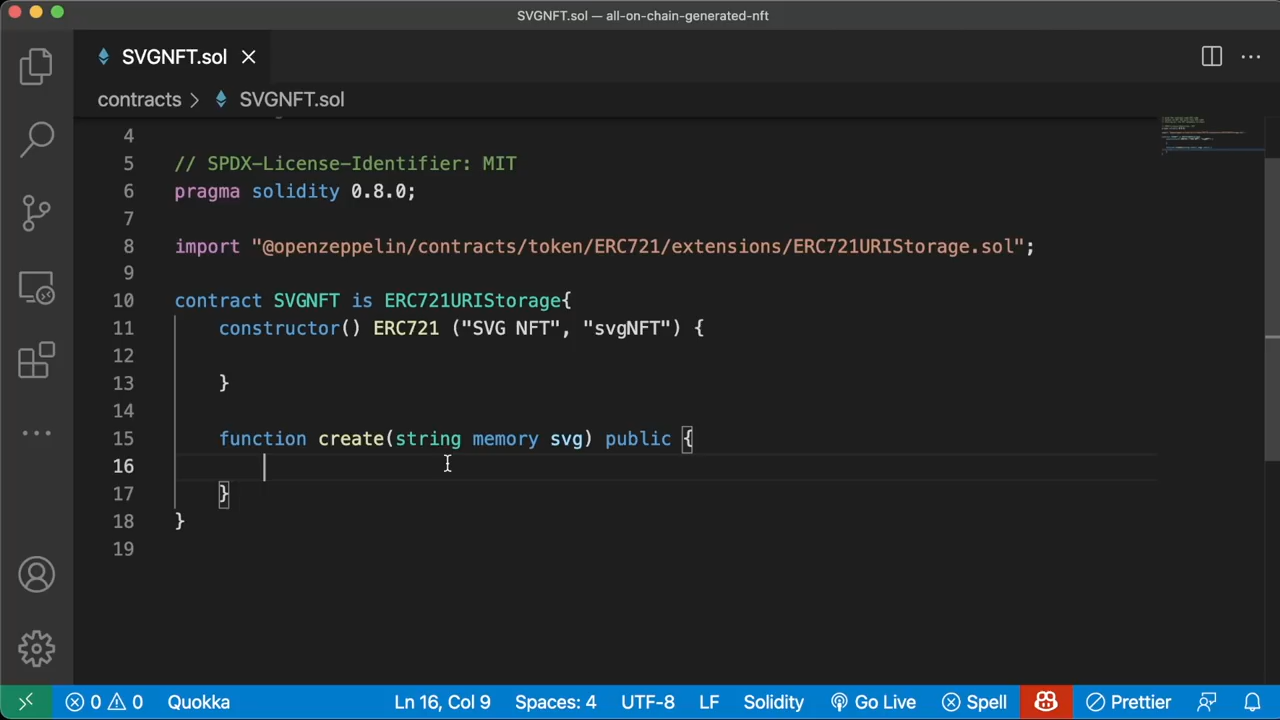 SVGNFT.sol — all-on-chain-generated-nft
SVGNFT.sol
contracts > SVGNFT.sol
4
5 // SPDX-License-Identifier: MIT
6 pragma solidity 0.8.0;
7
8 import "@openzeppelin/contracts/token/ERC721/extensions/ERC721URIStorage.sol";
9
10 contract SVGNFT is ERC721URIStorage{
11 constructor() ERC721 ("SVG NFT", "svgNFT") {
12
13 }
14
15 function create(string memory svg) public {
16
17 }
18 }
19
0 0 Quokka Ln 16, Col 9 Spaces: 4 UTF-8 LF Solidity Go Live Spell Prettier